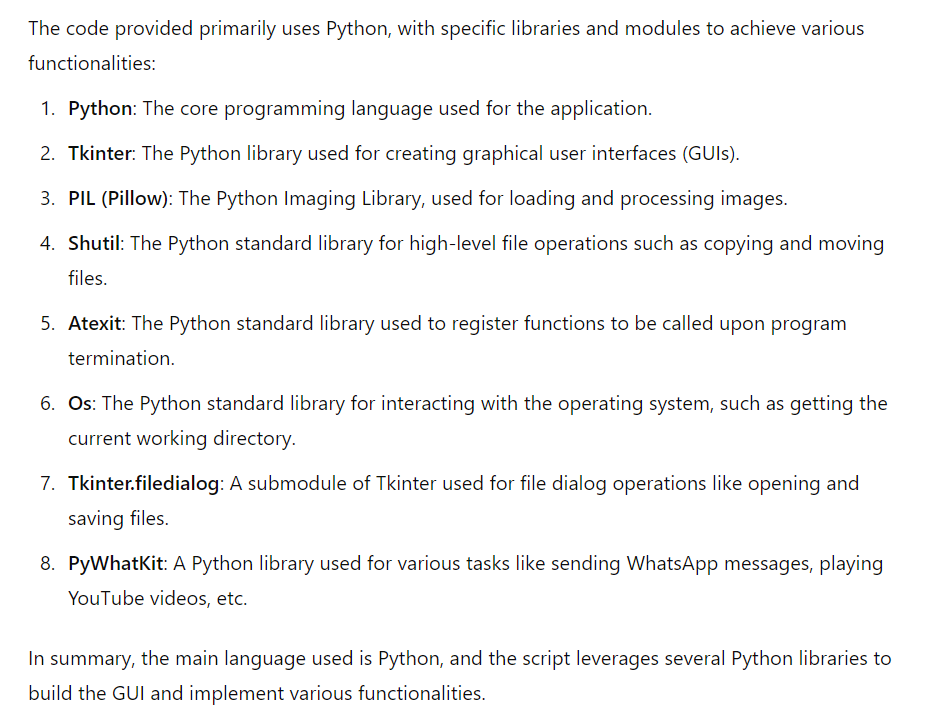 The code provided primarily uses Python, with specific libraries and modules to achieve various
functionalities:
1. Python: The core programming language used for the application.
2. Tkinter: The Python library used for creating graphical user interfaces (GUIs).
3. PIL (Pillow): The Python Imaging Library, used for loading and processing images.
4. Shutil: The Python standard library for high-level file operations such as copying and moving
files.
5. Atexit: The Python standard library used to register functions to be called upon program
termination.
6. Os: The Python standard library for interacting with the operating system, such as getting the
current working directory.
7. Tkinter.filedialog: A submodule of Tkinter used for file dialog operations like opening and
saving files.
8. PyWhatKit: A Python library used for various tasks like sending WhatsApp messages, playing
YouTube videos, etc.
In summary, the main language used is Python, and the script leverages several Python libraries to
build the GUI and implement various functionalities.